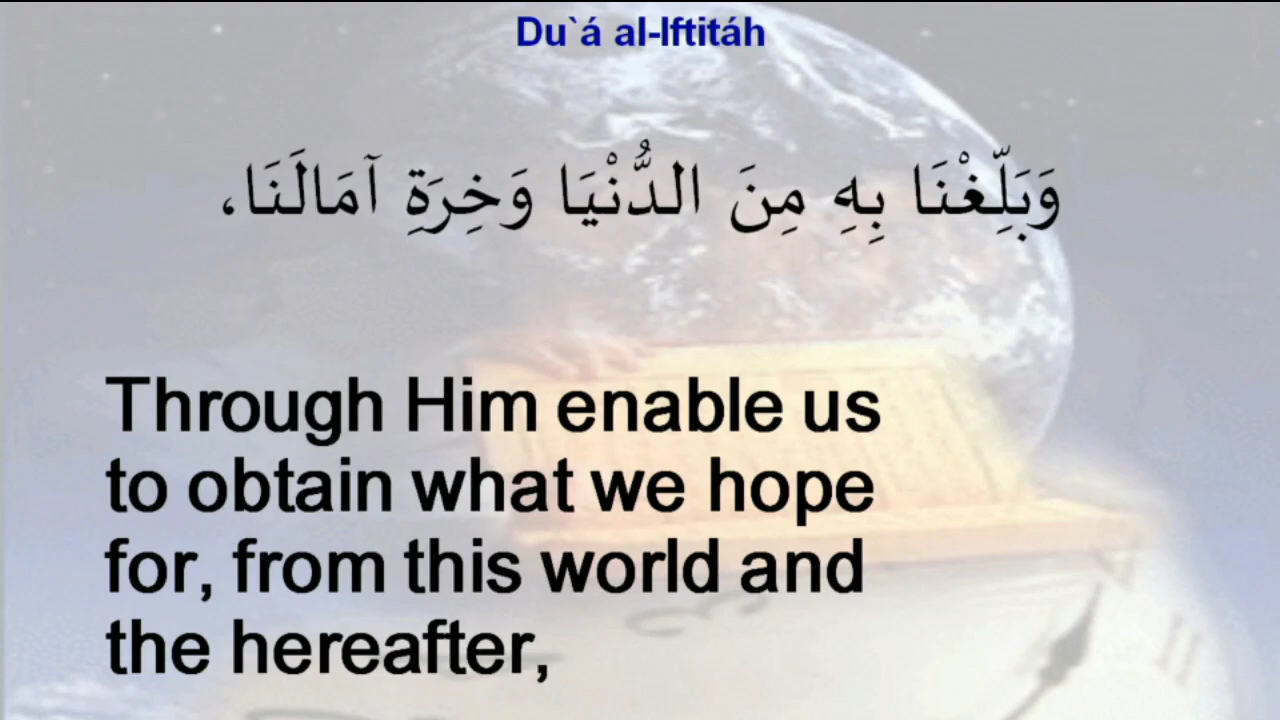 Du`á al-Iftitáh
وَبَلِّغْنَا بِهِ مِنَ الدُّنْيَا وَخِرَةِ آمَالَنَا،
Through Him enable us
to obtain what we hope
for, from this world and
the hereafter,